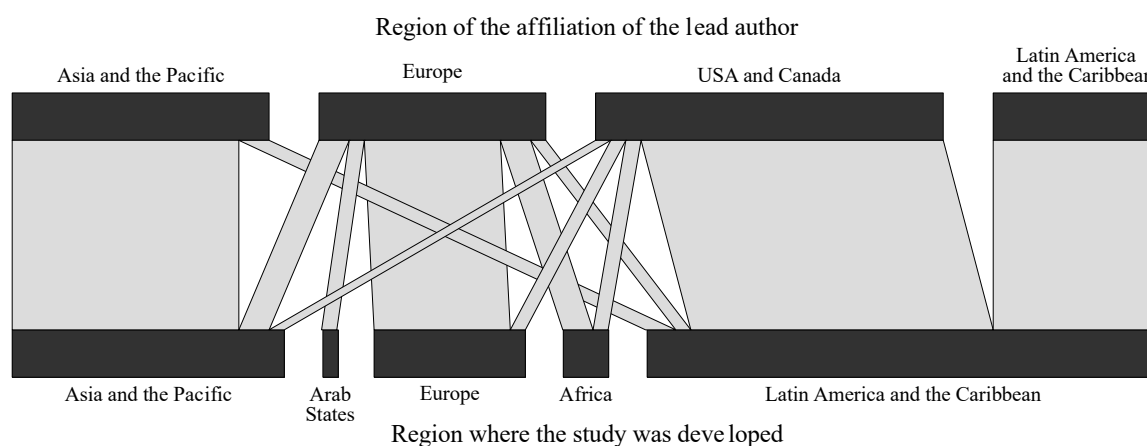 Region of the affiliation of the lead author
Asia and the Pacific
Europe
USA and Canada
Latin America
and the Caribbean
Asia and the Pacific
Arab
States
Europe
Africa
Latin America and the Caribbean
Region where the study was deve loped